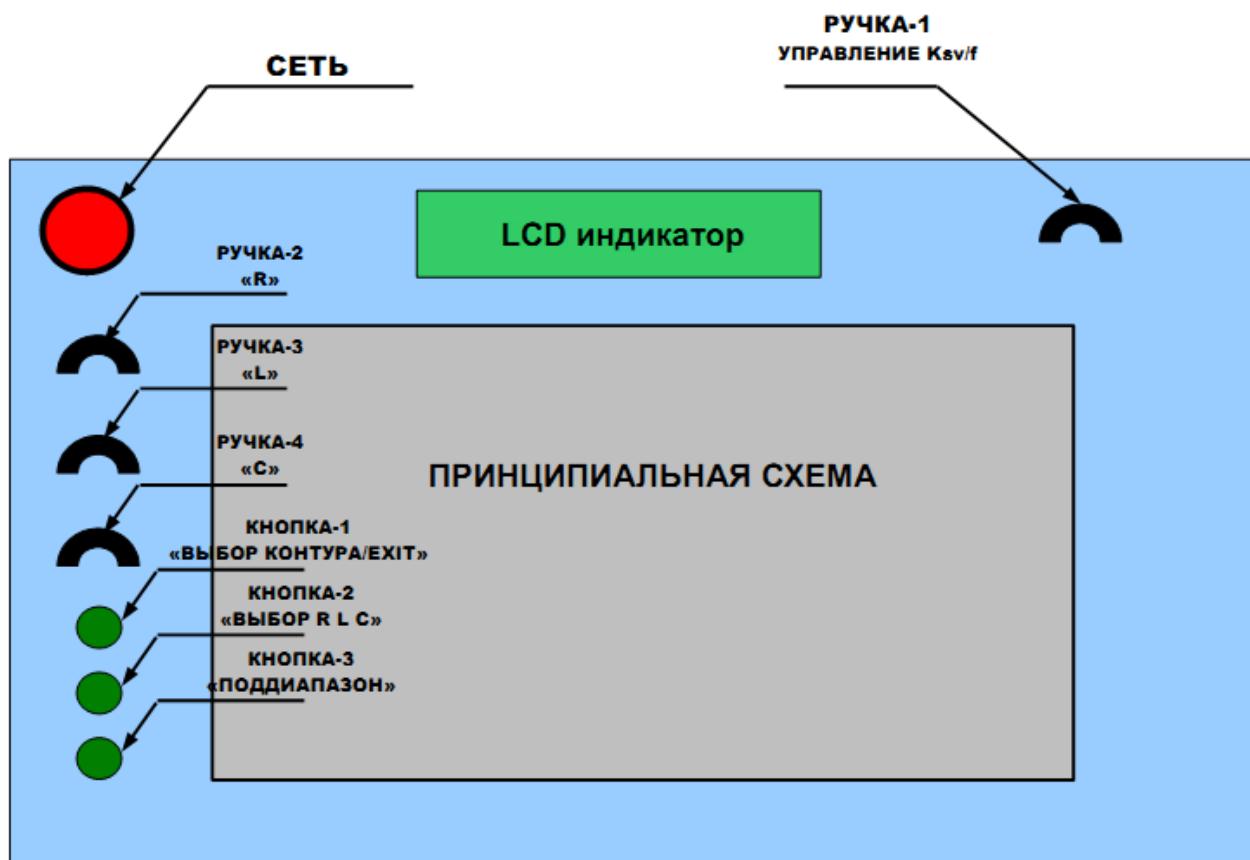 СЕТЬ
РУЧКА-1
УПРАВЛЕНИЕ Ksv/f
LCD индикатор
РУЧКА-2
«R»
РУЧКА-3
«L»
РУЧКА-4
«C»
ПРИНЦИПИАЛЬНАЯ СХЕМА
КНОПКА-1
«ВЫБОР КОНТУРА/EXIT»
КНОПКА-2
«ВЫБОР R L C»
КНОПКА-3
«ПОДДИАПАЗОН»